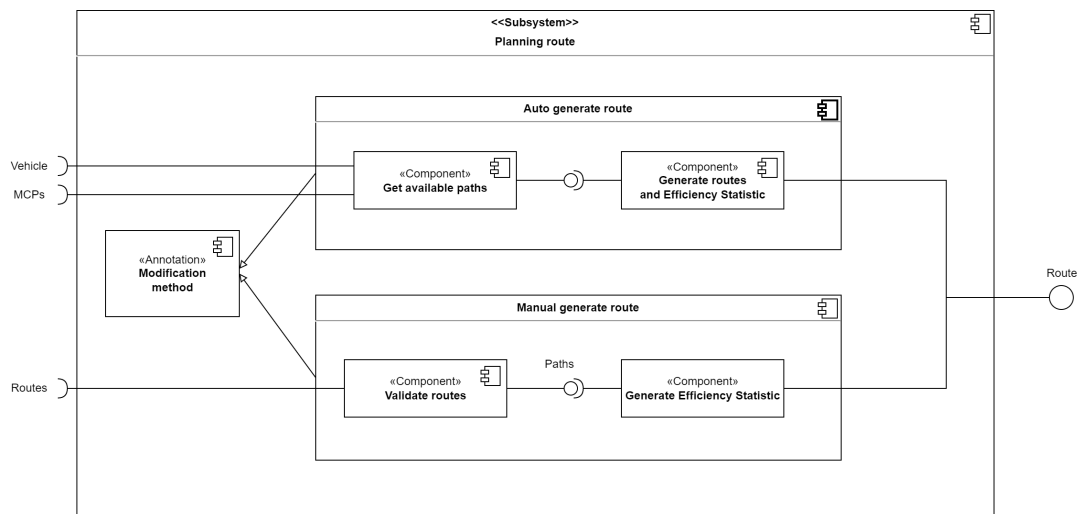 <<Subsystem>>
Planning route
Auto generate route
Vehicle
MCPs
«Component»
Get available paths
«Component»
Generate routes
and Efficiency Statistic
«Annotation»
Modification
method
Route
Manual generate route
Paths
Routes
«Component»
Validate routes
«Component»
Generate Efficiency Statistic